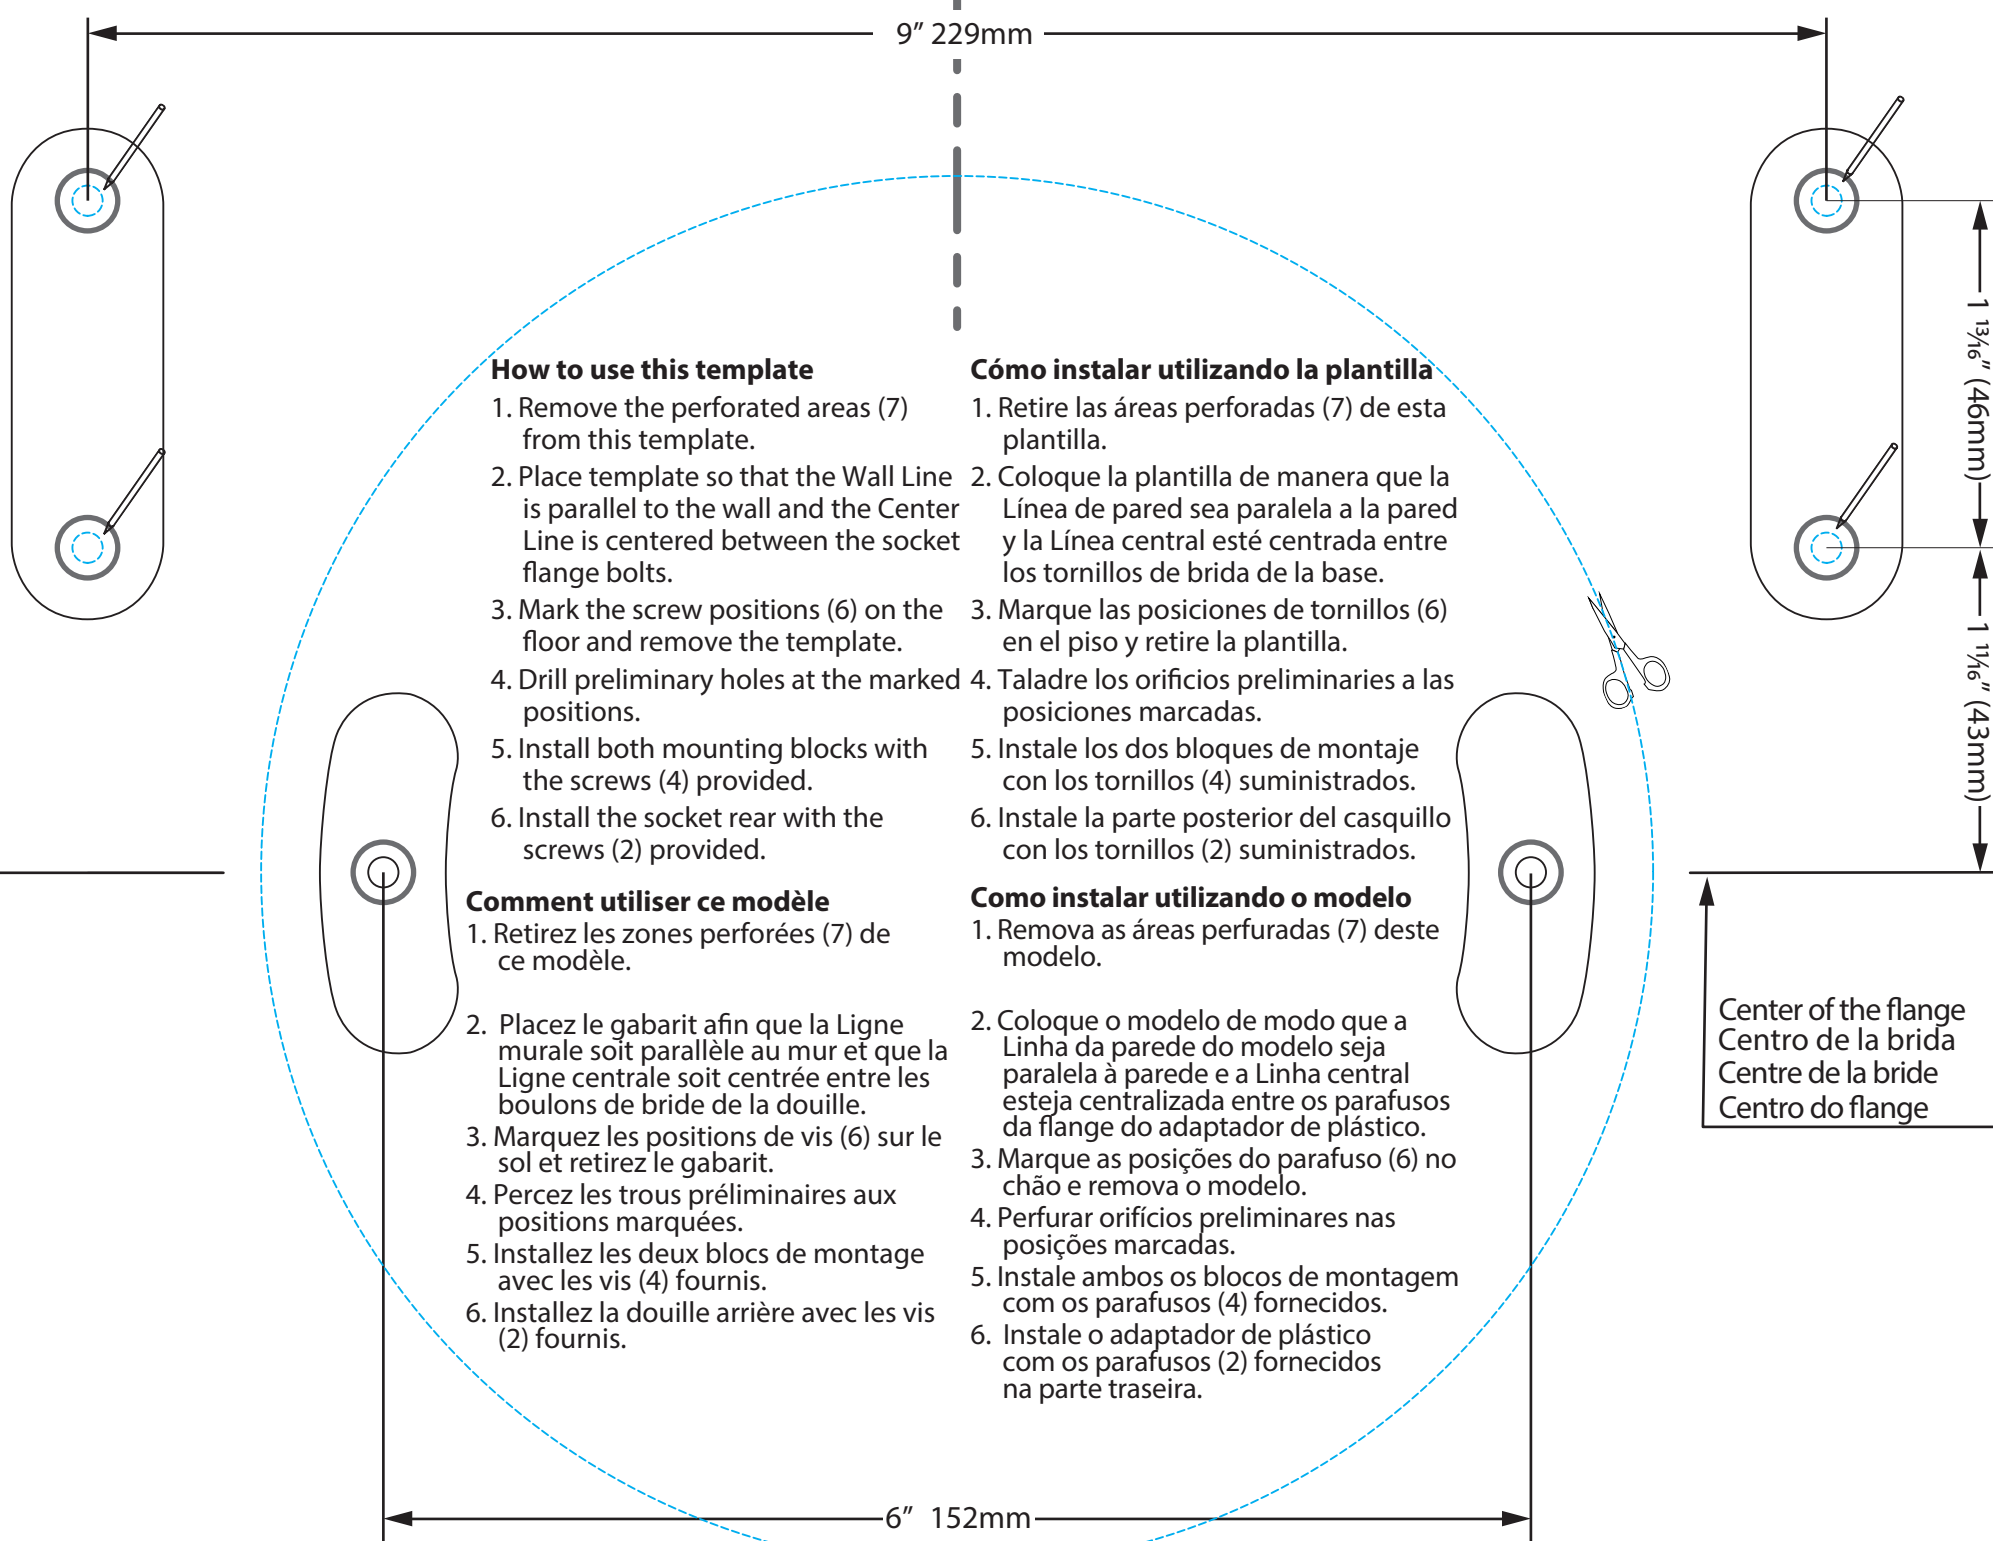 9” 229mm
How to use this template
1. Remove the perforated areas (7)
from this template.
2. Place template so that the Wall Line
is parallel to the wall and the Center
Line is centered between the socket
flange bolts.
3. Mark the screw positions (6) on the
floor and remove the template.
4. Drill preliminary holes at the marked
positions.
5. Install both mounting blocks with
the screws (4) provided.
6. Install the socket rear with the
screws (2) provided.
Cómo instalar utilizando la plantilla
1. Retire las áreas perforadas (7) de esta
plantilla.
2. Coloque la plantilla de manera que la
Línea de pared sea paralela a la pared
y la Línea central esté centrada entre
los tornillos de brida de la base.
3. Marque las posiciones de tornillos (6)
en el piso y retire la plantilla.
4. Taladre los orificios preliminaries a las
posiciones marcadas.
5. Instale los dos bloques de montaje
con los tornillos (4) suministrados.
6. Instale la parte posterior del casquillo
con los tornillos (2) suministrados.
Comment utiliser ce modèle
1. Retirez les zones perforées (7) de
ce modèle.
2. Placez le gabarit afin que la Ligne
murale soit parallèle au mur et que la
Ligne centrale soit centrée entre les
boulons de bride de la douille.
3. Marquez les positions de vis (6) sur le
sol et retirez le gabarit.
4. Percez les trous préliminaires aux
positions marquées.
5. Installez les deux blocs de montage
avec les vis (4) fournis.
6. Installez la douille arrière avec les vis
(2) fournis.
Como instalar utilizando o modelo
1. Remova as áreas perfuradas (7) deste
modelo.
2. Coloque o modelo de modo que a
Linha da parede do modelo seja
paralela à parede e a Linha central
esteja centralizada entre os parafusos
da flange do adaptador de plástico.
3. Marque as posições do parafuso (6) no
chão e remova o modelo.
4. Perfurar orifícios preliminares nas
posições marcadas.
5. Instale ambos os blocos de montagem
com os parafusos (4) fornecidos.
6. Instale o adaptador de plástico
com os parafusos (2) fornecidos
na parte traseira.
1 13⁄16” (46mm)
1 11⁄16” (43mm)
Center of the flange
Centro de la brida
Centre de la bride
Centro do flange
6” 152mm